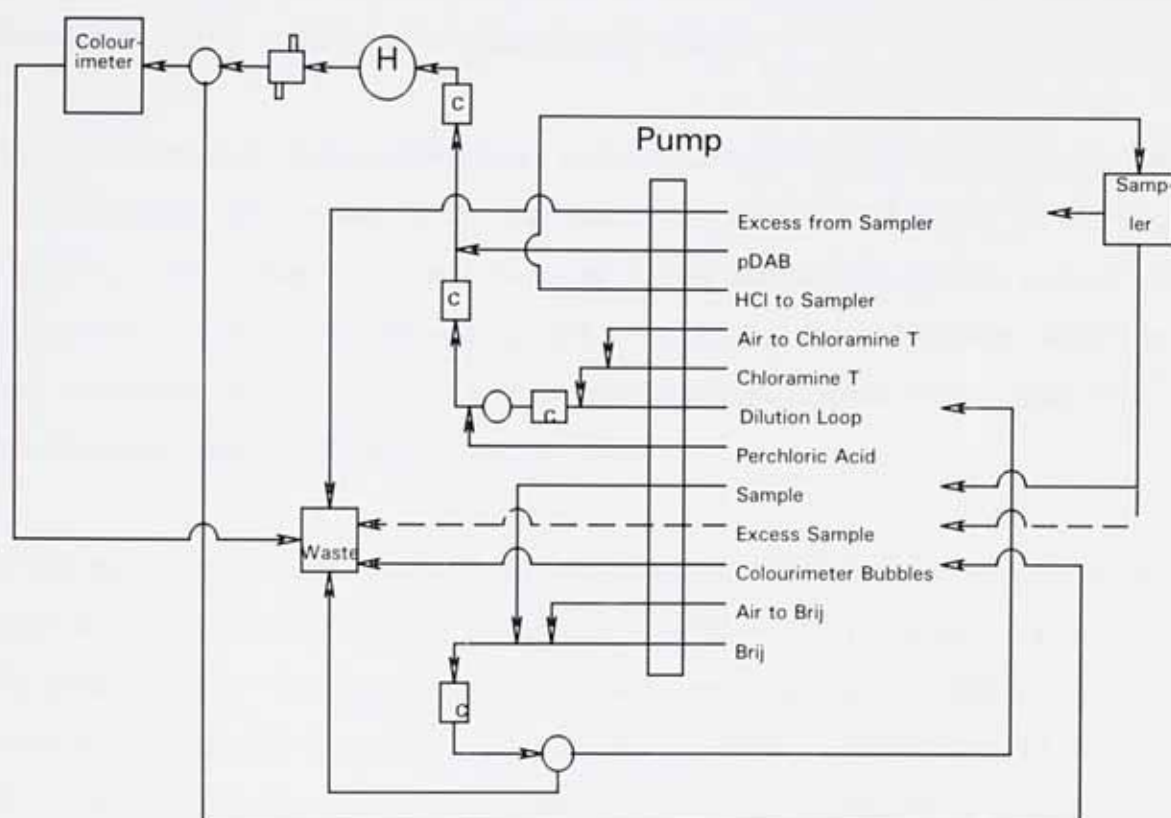 Colour-
imeter
H
C
Pump
Samp-
ler
Excess from Sampler
pDAB
C
HCl to Sampler
Air to Chloramine T
Chloramine T
C
Dilution Loop
Perchloric Acid
Sample
Excess Sample
Waste
Colourimeter Bubbles
Air to Brij
Brij
C